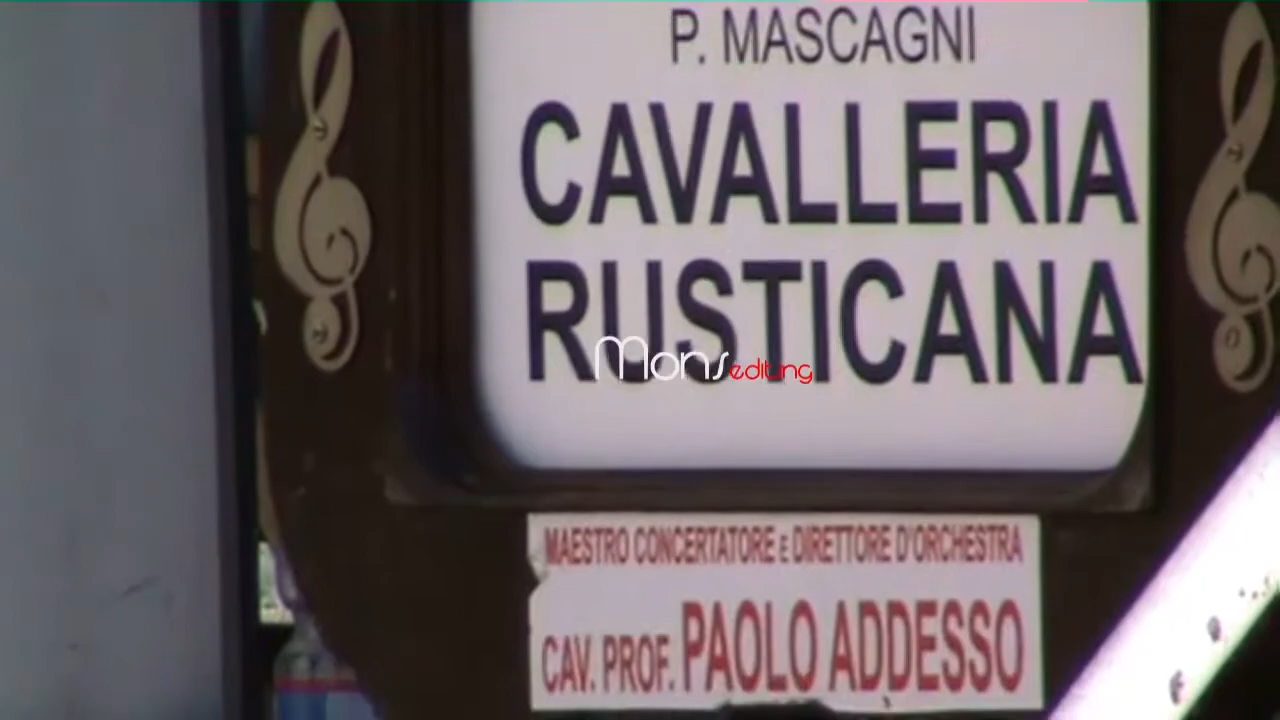 P. MASCAGNI
CAVALLERIA
RUSTICANA
Mons editing
MAESTRO CONCERTATORE E DIRETTORE D'ORCHESTRA
CAV. PROF. PAOLO ADDESSO